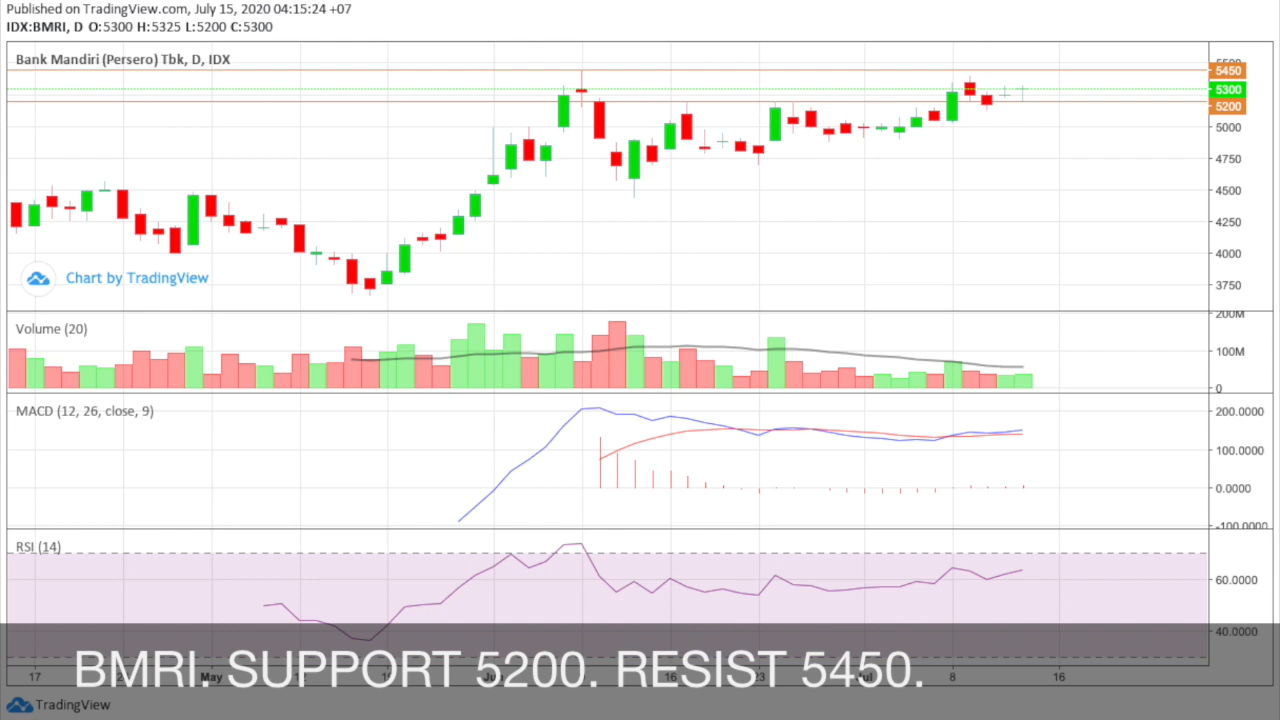 Published on TradingView.com, July 15, 2020 04:15:24 +07
IDX:BMRI, D O:5300 H:5325 L:5200 C:5300
Bank Mandiri (Persero) Tbk, D, IDX
5500
5450
5300
5200
5000
4750
4500
4250
4000
3750
Chart by TradingView
Volume (20)
200M
100M
0
MACD (12, 26, close, 9)
200.0000
100.0000
0.0000
-100.0000
RSI (14)
60.0000
40.0000
BMRI. SUPPORT 5200. RESIST 5450.
17 May Jun 16 23 Jul 8 16
TradingView